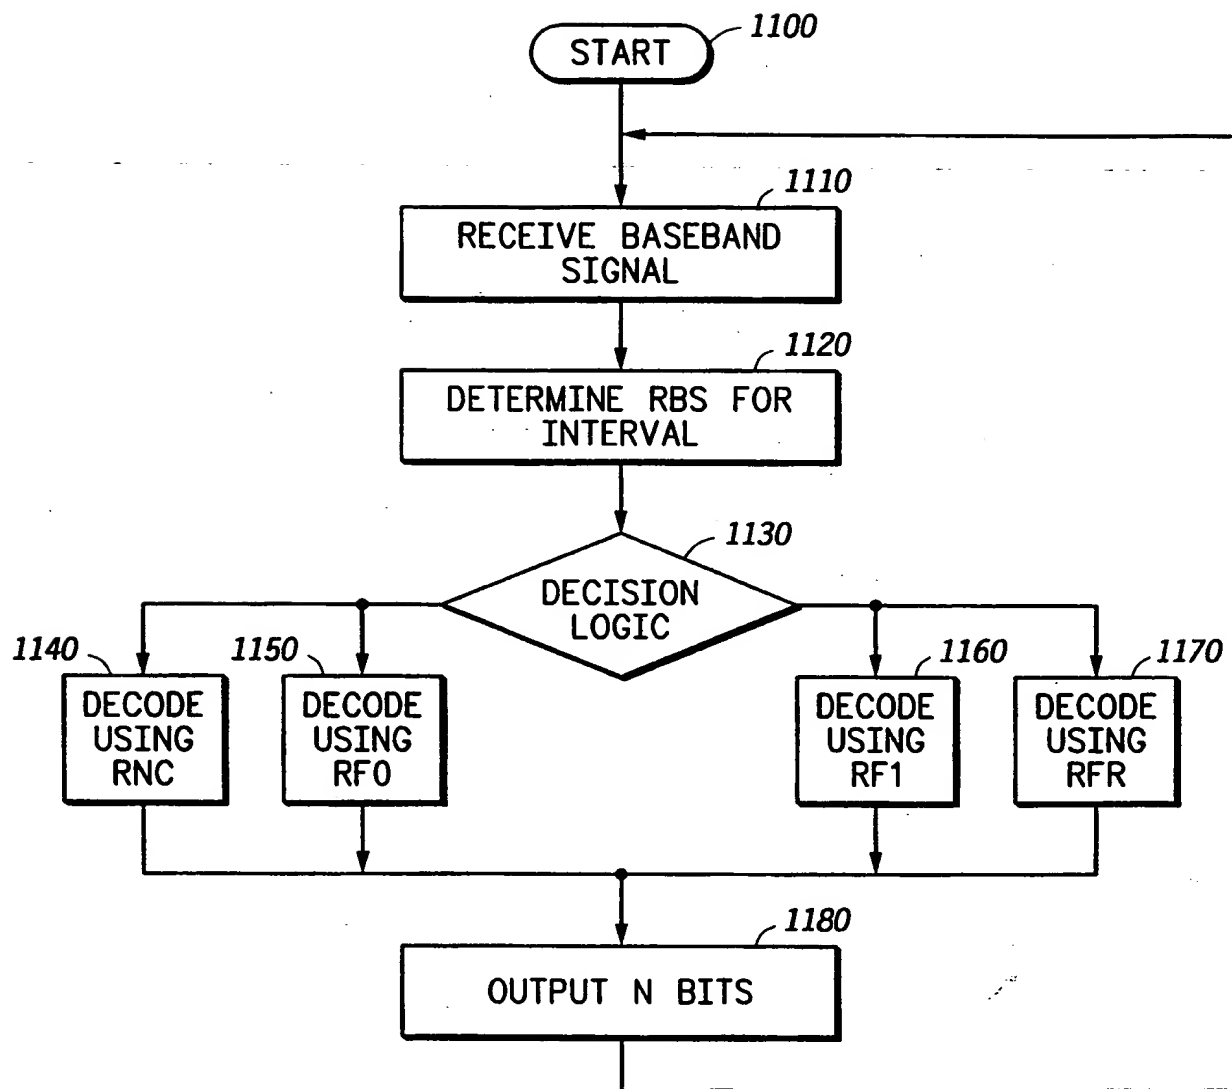 START
1100
1110
RECEIVE BASEBAND
SIGNAL
1120
DETERMINE RBS FOR
INTERVAL
1130
DECISION
LOGIC
1140
DECODE
USING
RNC
1150
DECODE
USING
RF0
1160
DECODE
USING
RF1
1170
DECODE
USING
RFR
1180
OUTPUT N BITS